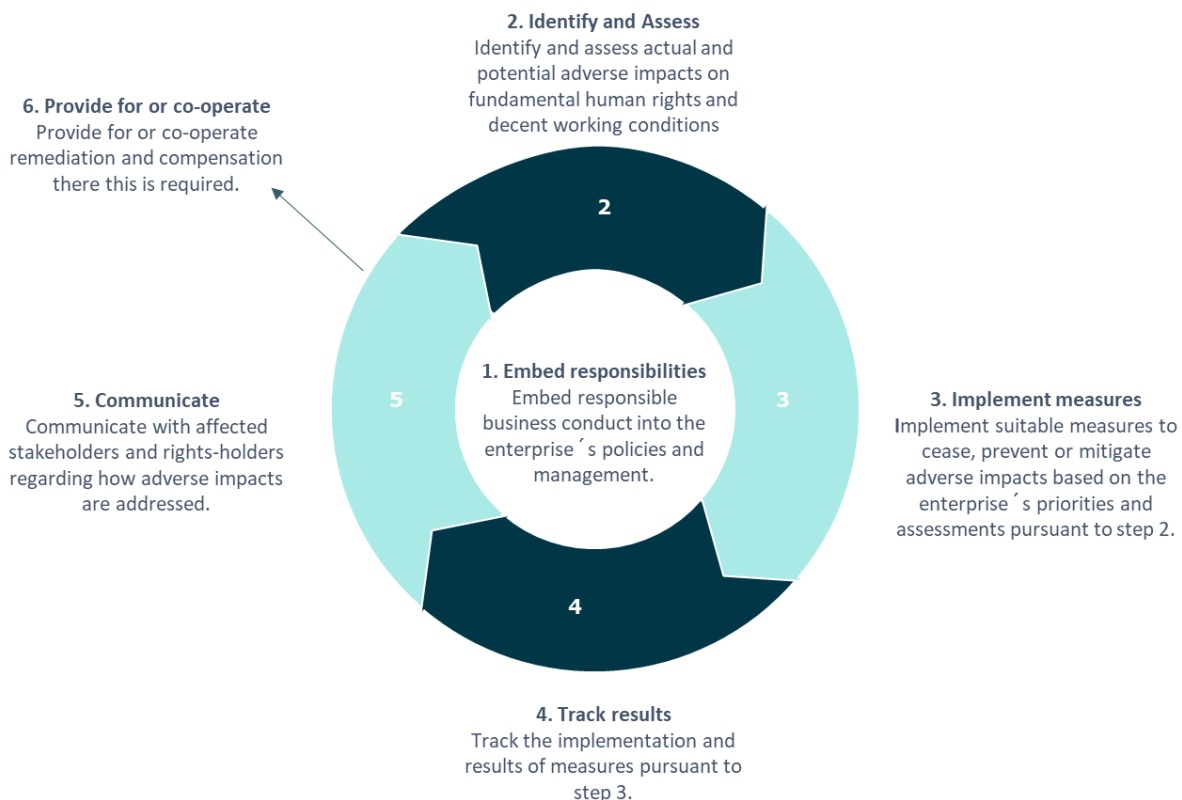 2. Identify and Assess
Identify and assess actual and
potential adverse impacts on
fundamental human rights and
decent working conditions
6. Provide for or co-operate
Provide for or co-operate
remediation and compensation
there this is required.
2
1. Embed responsibilities
Embed responsible
business conduct into the
enterprise´s policies and
management.
5
3
5. Communicate
Communicate with affected
stakeholders and rights-holders
regarding how adverse impacts
are addressed.
3. Implement measures
Implement suitable measures to
cease, prevent or mitigate
adverse impacts based on the
enterprise´s priorities and
assessments pursuant to step 2.
4
4. Track results
Track the implementation and
results of measures pursuant to
step 3.